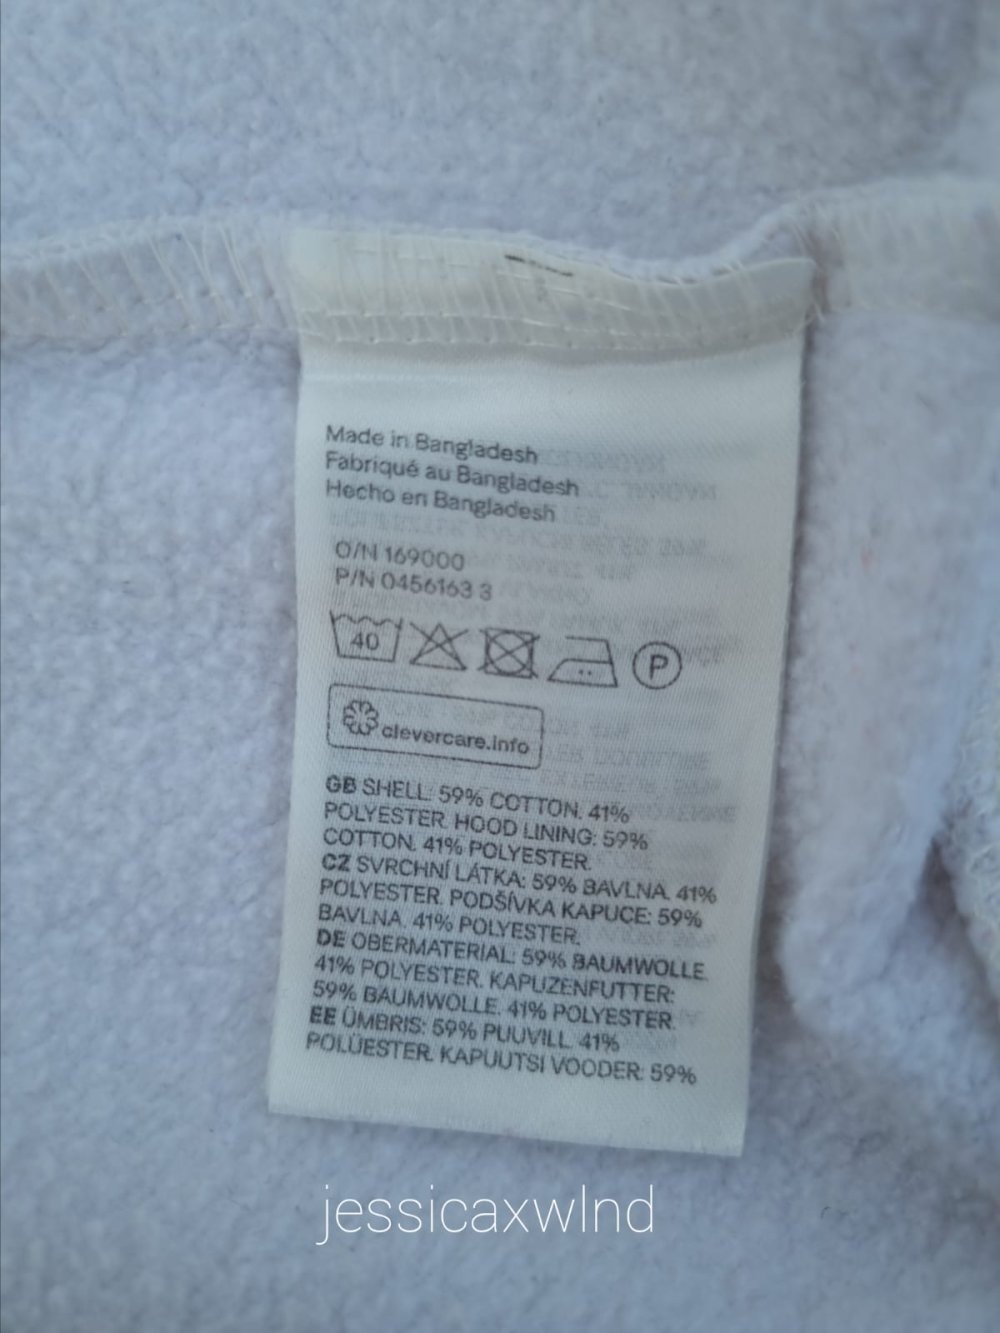 Made in Bangladesh
Fabriqué au Bangladesh
Hecho en Bangladesh
O/N 169000
P/N 0456163 3
40
P
clevercare.info
GB SHELL: 59% COTTON. 41%
POLYESTER. HOOD LINING: 59%
COTTON. 41% POLYESTER.
CZ SVRCHNÍ LÁTKA: 59% BAVLNA. 41%
POLYESTER. PODŠÍVKA KAPUCE: 59%
BAVLNA. 41% POLYESTER.
DE OBERMATERIAL: 59% BAUMWOLLE.
41% POLYESTER. KAPUZENFUTTER:
59% BAUMWOLLE. 41% POLYESTER.
EE ÜMBRIS: 59% PUUVILL. 41%
POLÜESTER. KAPUUTSI VOODER: 59%
jessicaxwlnd